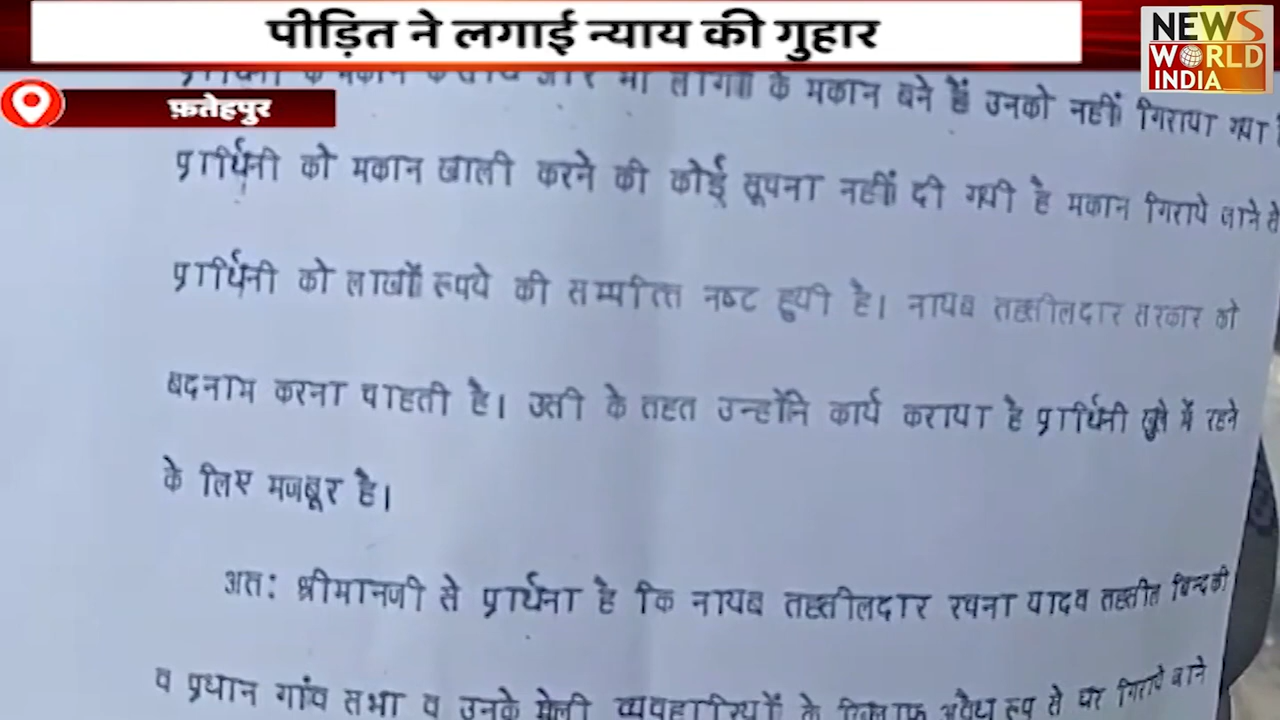 पीड़ित ने लगाई न्याय की गुहार
NEWS
WORLD
INDIA
फ़तेहपुर
के मकान बने हैं उनको नहीं गिराया गया
प्रार्थिनी को मकान खाली करने की कोई सूचना नहीं दी गयी है मकान गिराये जाने से
प्रार्थिनी को लाखों रूपये की सम्पत्ति नष्ट हुयी है। नायब तहसीलदार सरकार को
बदनाम करना चाहती है। उसी के तहत उन्होंने कार्य कराया है प्रार्थिनी खुले में रहने
के लिए मजबूर है।
अतः श्रीमानजी से प्रार्थना है कि नायब तहसीलदार रचना यादव तहसील बिन्दकी
व प्रधान गांव सभा व उनके मेली व्यवहारियों के खिलाफ अवैध रूप से घर गिराये जाने